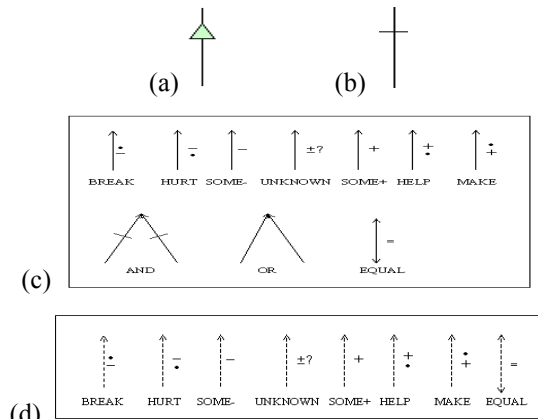 (a) (b)
±?
BREAK HURT SOME- UNKNOWN SOME+ HELP MAKE
=
AND OR EQUAL
(c)
±? =
BREAK HURT SOME- UNKNOWN SOME+ HELP MAKE EQUAL
(d)